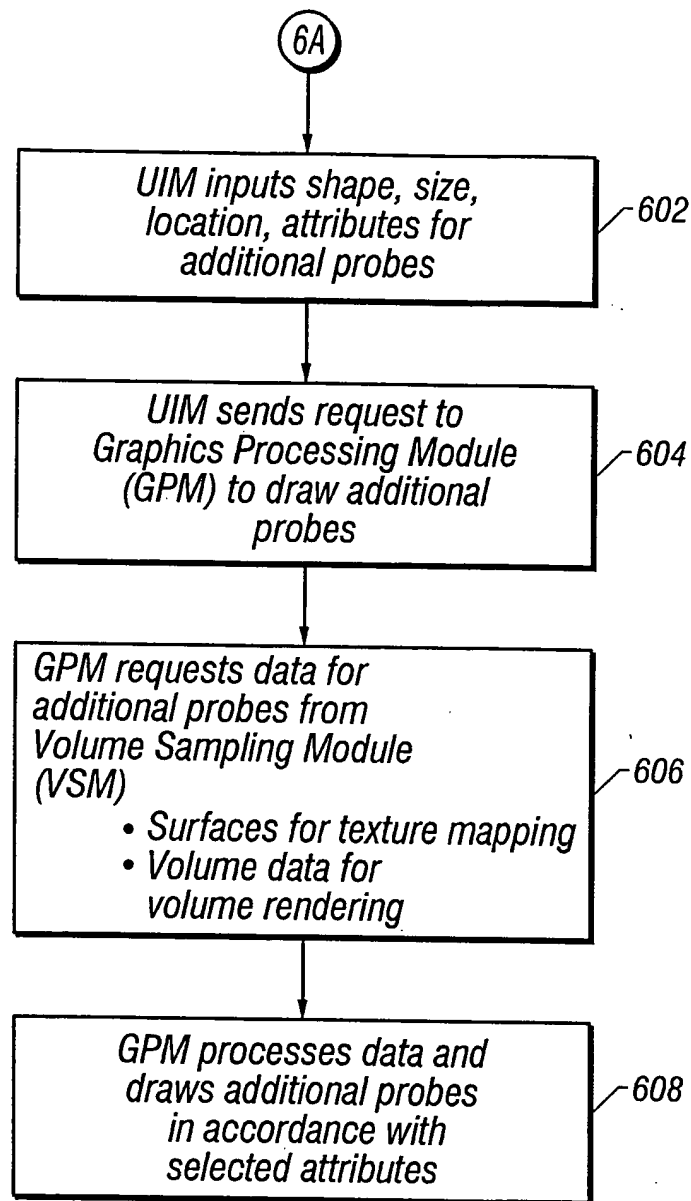 6A
UIM inputs shape, size,
location, attributes for
additional probes
602
UIM sends request to
Graphics Processing Module
(GPM) to draw additional
probes
604
GPM requests data for
additional probes from
Volume Sampling Module
(VSM)
• Surfaces for texture mapping
• Volume data for
volume rendering
606
GPM processes data and
draws additional probes
in accordance with
selected attributes
608